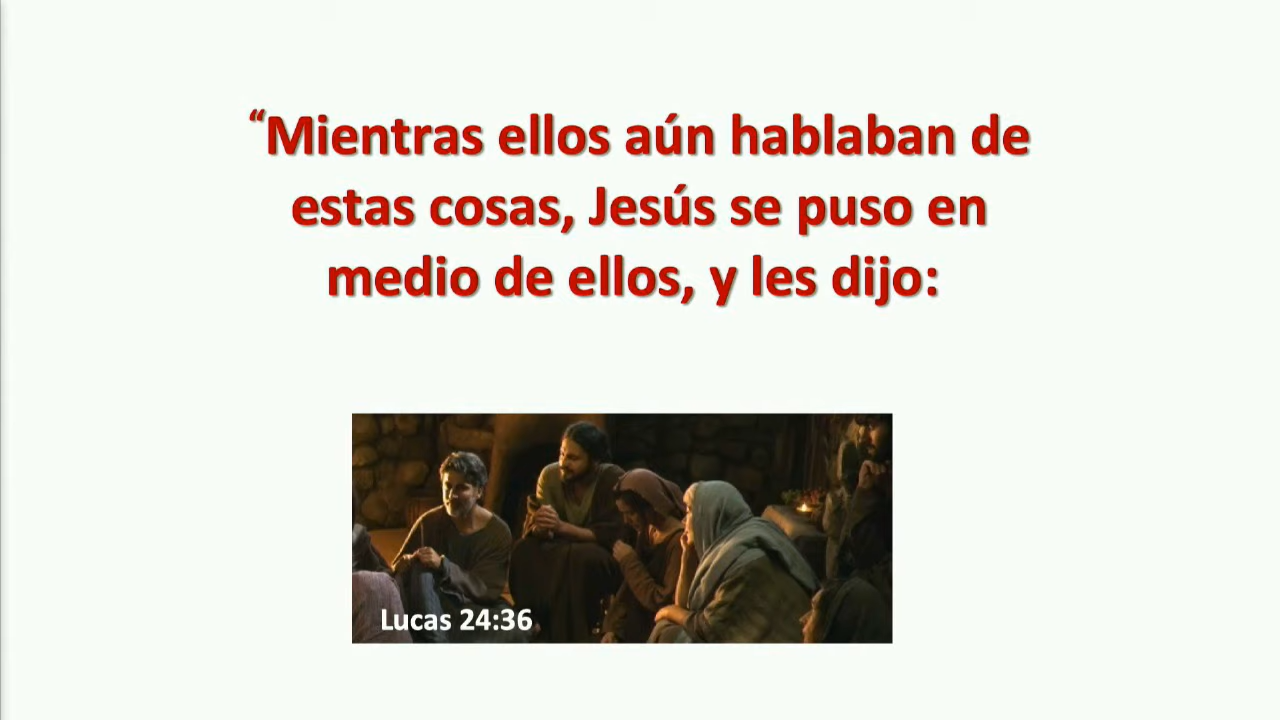 “Mientras ellos aún hablaban de
estas cosas, Jesús se puso en
medio de ellos, y les dijo:
Lucas 24:36